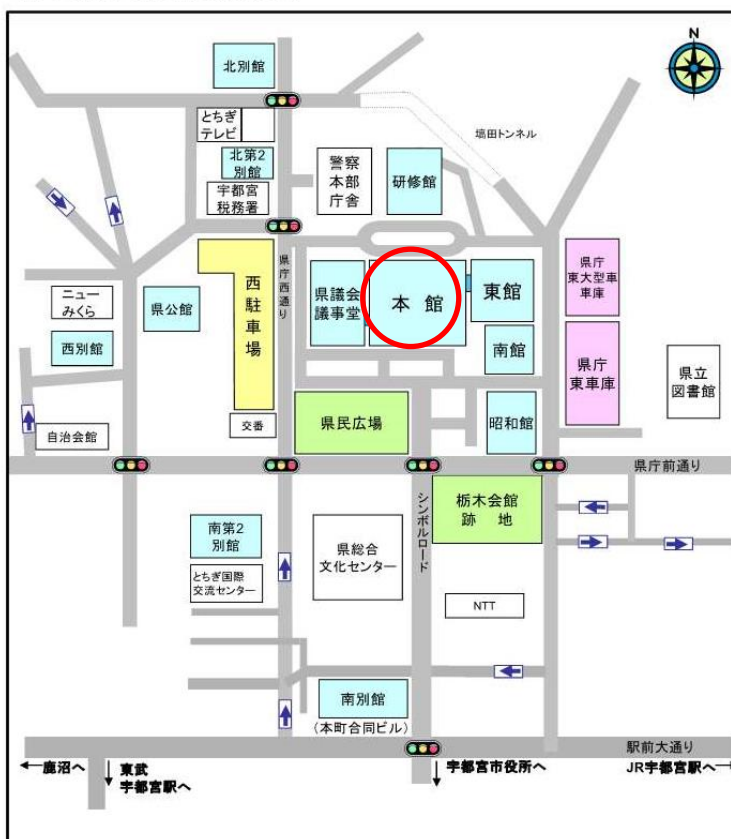 N
北別館
とちぎ
テレビ
北第2
別館
宇都宮
税務署
警察
本部
庁舎
研修館
塙田トンネル
県庁西通り
西駐車場
県議会
議事堂
本 館
東館
南館
県庁
東大型車
車庫
県庁
東車庫
県立
図書館
ニュー
みくら
西別館
県公館
自治会館
交番
県民広場
昭和館
県庁前通り
シンボルロード
栃木会館
跡 地
南第2
別館
とちぎ国際
交流センター
県総合
文化センター
NTT
南別館
(本町合同ビル)
駅前大通り
←鹿沼へ
↓東武
宇都宮駅へ
↓宇都宮市役所へ
JR宇都宮駅へ→